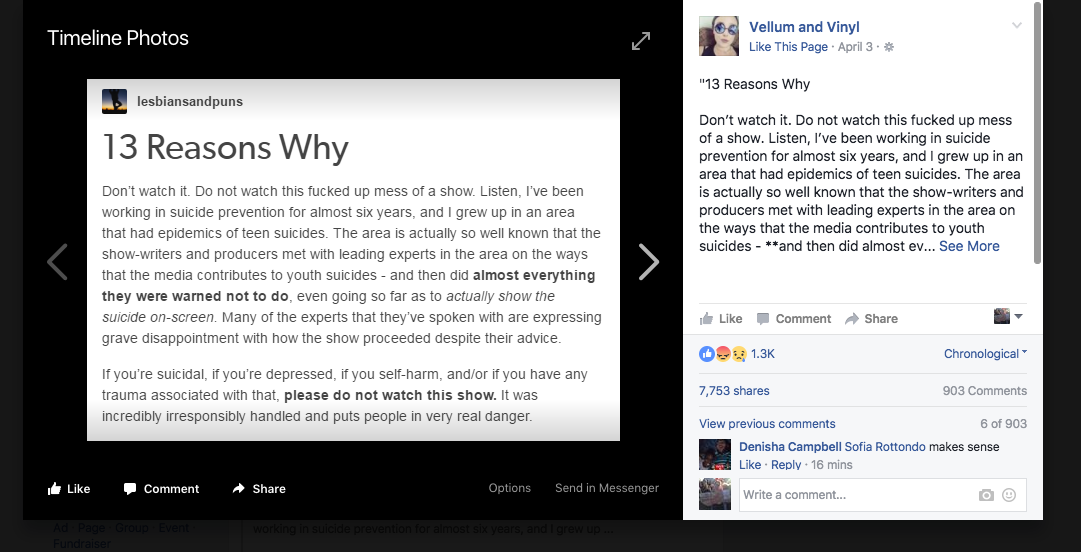 Timeline Photos
lesbiansandpuns
13 Reasons Why
Don't watch it. Do not watch this fucked up mess of a show. Listen, I've been
working in suicide prevention for almost six years, and I grew up in an area
that had epidemics of teen suicides. The area is actually so well known that the
show-writers and producers met with leading experts in the area on the ways
that the media contributes to youth suicides - and then did almost everything
they were warned not to do, even going so far as to actually show the
suicide on-screen. Many of the experts that they've spoken with are expressing
grave disappointment with how the show proceeded despite their advice.
If you're suicidal, if you're depressed, if you self-harm, and/or if you have any
trauma associated with that, please do not watch this show. It was
incredibly irresponsibly handled and puts people in very real danger.
Like Comment Share Options Send in Messenger
Vellum and Vinyl
Like This Page · April 3 ·
"13 Reasons Why
Don't watch it. Do not watch this fucked up mess
of a show. Listen, I've been working in suicide
prevention for almost six years, and I grew up in an
area that had epidemics of teen suicides. The area
is actually so well known that the show-writers and
producers met with leading experts in the area on
the ways that the media contributes to youth
suicides - **and then did almost ev... See More
Like Comment Share
1.3K Chronological
7,753 shares 903 Comments
View previous comments 6 of 903
Denisha Campbell Sofia Rottondo makes sense
Like · Reply · 16 mins
Write a comment...
Ad · Page · Group · Event
Fundraiser
working in suicide prevention for almost six years, and I grew up ...